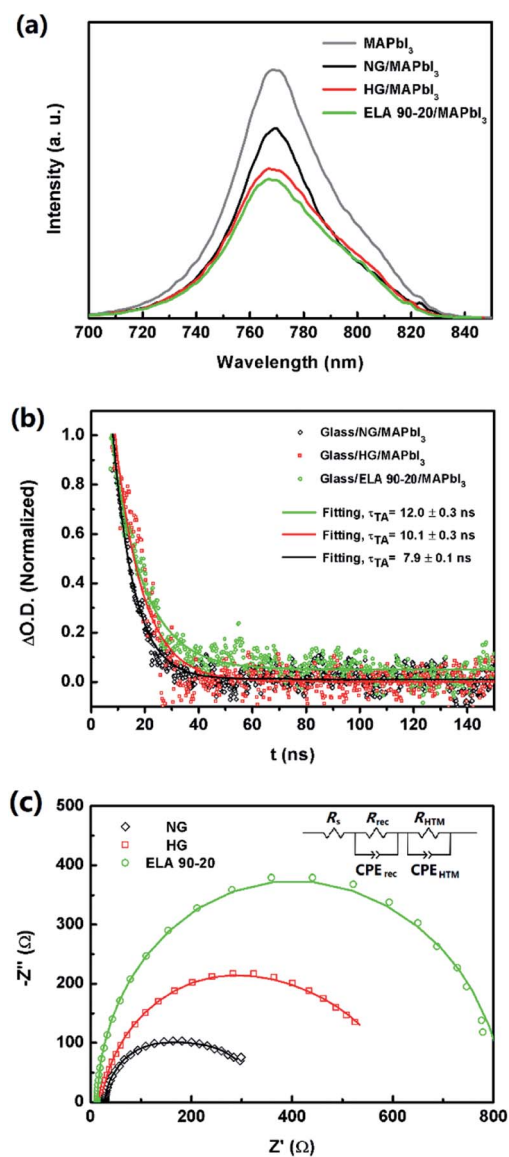 (a)
MAPbI₃
NG/MAPbI₃
HG/MAPbI₃
ELA 90-20/MAPbI₃
Intensity (a. u.)
700 720 740 760 780 800 820 840
Wavelength (nm)
(b)
1.0
0.8
0.6
0.4
0.2
0.0
Glass/NG/MAPbI₃
Glass/HG/MAPbI₃
Glass/ELA 90-20/MAPbI₃
Fitting, τTA= 12.0 ± 0.3 ns
Fitting, τTA= 10.1 ± 0.3 ns
Fitting, τTA= 7.9 ± 0.1 ns
ΔO.D. (Normalized)
0 20 40 60 80 100 120 140
t (ns)
(c)
500
400
300
200
100
0
NG
HG
ELA 90-20
Rs Rrec RHTM
CPErec CPEHTM
-Z'' (Ω)
0 100 200 300 400 500 600 700 800
Z' (Ω)